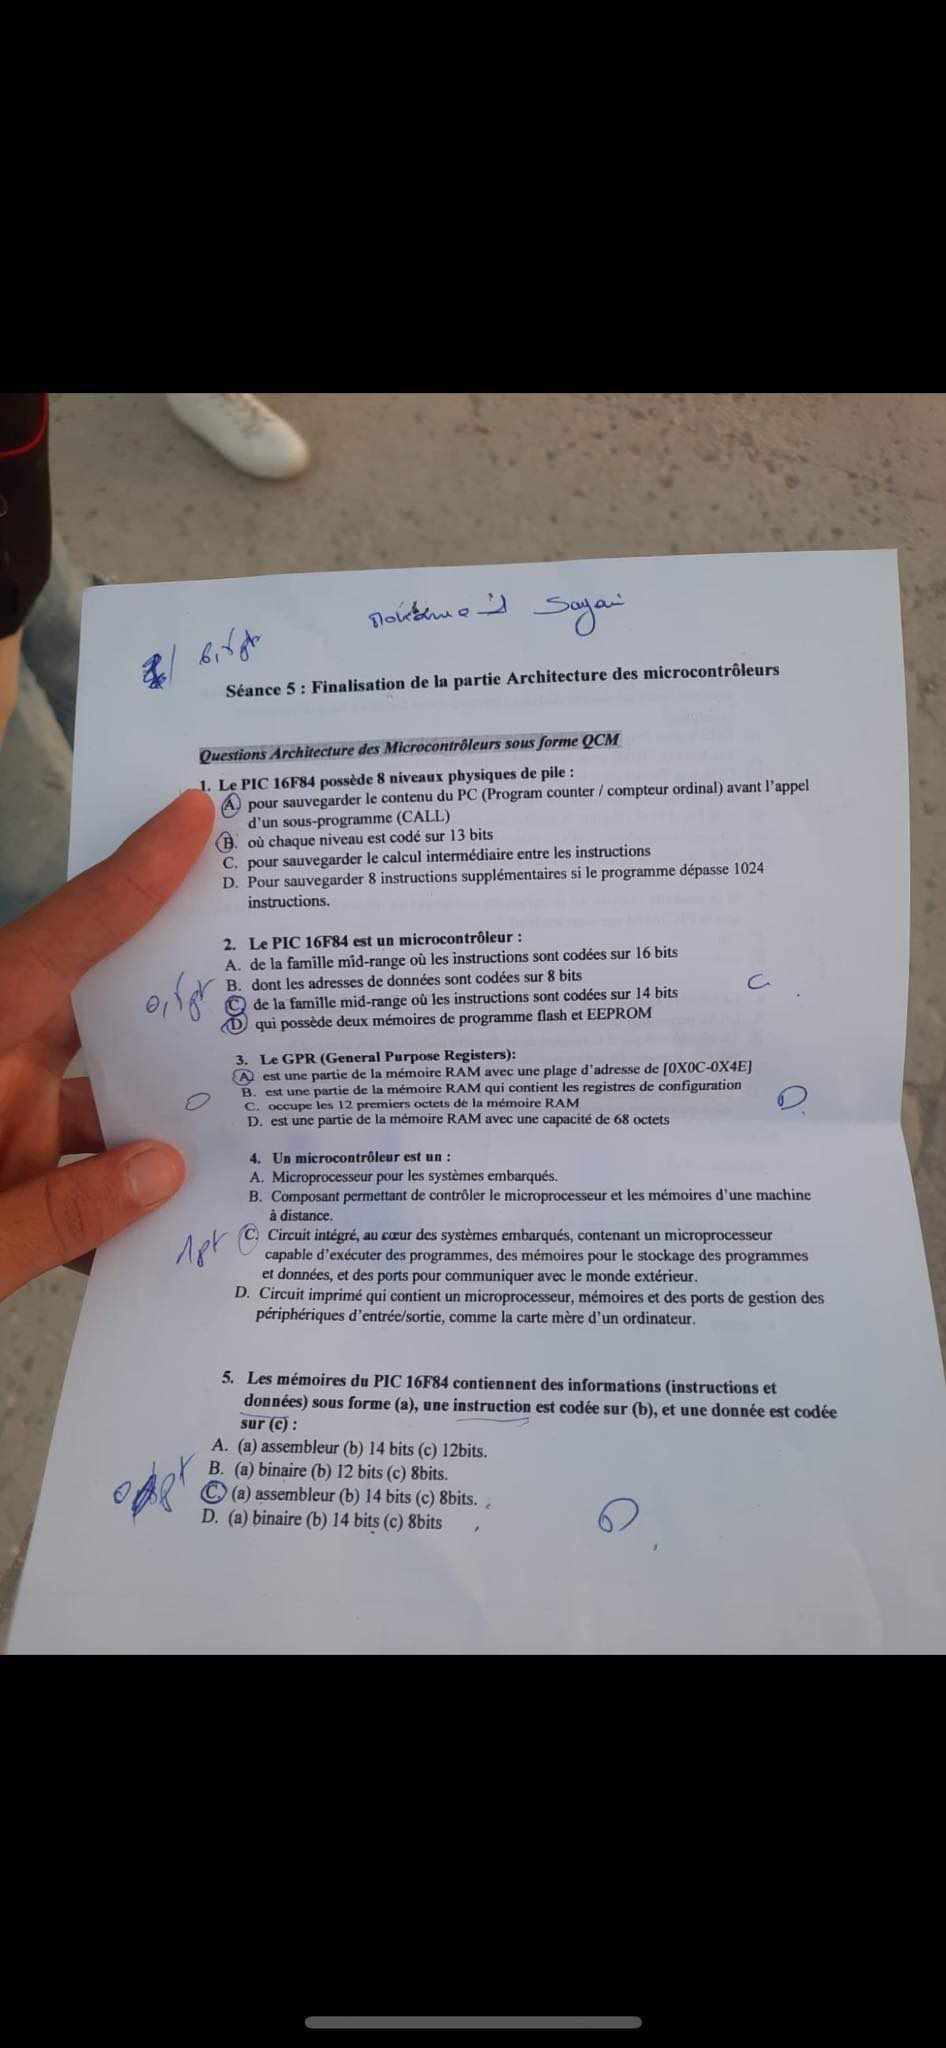 Sayari
6,5pt
Séance 5 : Finalisation de la partie Architecture des microcontrôleurs
Questions Architecture des Microcontrôleurs sous forme QCM
1. Le PIC 16F84 possède 8 niveaux physiques de pile :
A. pour sauvegarder le contenu du PC (Program counter / compteur ordinal) avant l'appel
d'un sous-programme (CALL)
B. où chaque niveau est codé sur 13 bits
C. pour sauvegarder le calcul intermédiaire entre les instructions
D. Pour sauvegarder 8 instructions supplémentaires si le programme dépasse 1024
instructions.
2. Le PIC 16F84 est un microcontrôleur :
A. de la famille mid-range où les instructions sont codées sur 16 bits
B. dont les adresses de données sont codées sur 8 bits
0,5pt C. de la famille mid-range où les instructions sont codées sur 14 bits C
D. qui possède deux mémoires de programme flash et EEPROM
3. Le GPR (General Purpose Registers):
A. est une partie de la mémoire RAM avec une plage d'adresse de [0X0C-0X4E]
B. est une partie de la mémoire RAM qui contient les registres de configuration
0 C. occupe les 12 premiers octets de la mémoire RAM D.
D. est une partie de la mémoire RAM avec une capacité de 68 octets
4. Un microcontrôleur est un :
A. Microprocesseur pour les systèmes embarqués.
B. Composant permettant de contrôler le microprocesseur et les mémoires d'une machine
à distance.
1pt C. Circuit intégré, au cœur des systèmes embarqués, contenant un microprocesseur
capable d'exécuter des programmes, des mémoires pour le stockage des programmes
et données, et des ports pour communiquer avec le monde extérieur.
D. Circuit imprimé qui contient un microprocesseur, mémoires et des ports de gestion des
périphériques d'entrée/sortie, comme la carte mère d'un ordinateur.
5. Les mémoires du PIC 16F84 contiennent des informations (instructions et
données) sous forme (a), une instruction est codée sur (b), et une donnée est codée
sur (c) :
A. (a) assembleur (b) 14 bits (c) 12bits.
B. (a) binaire (b) 12 bits (c) 8bits.
C. (a) assembleur (b) 14 bits (c) 8bits.
D. (a) binaire (b) 14 bits (c) 8bits